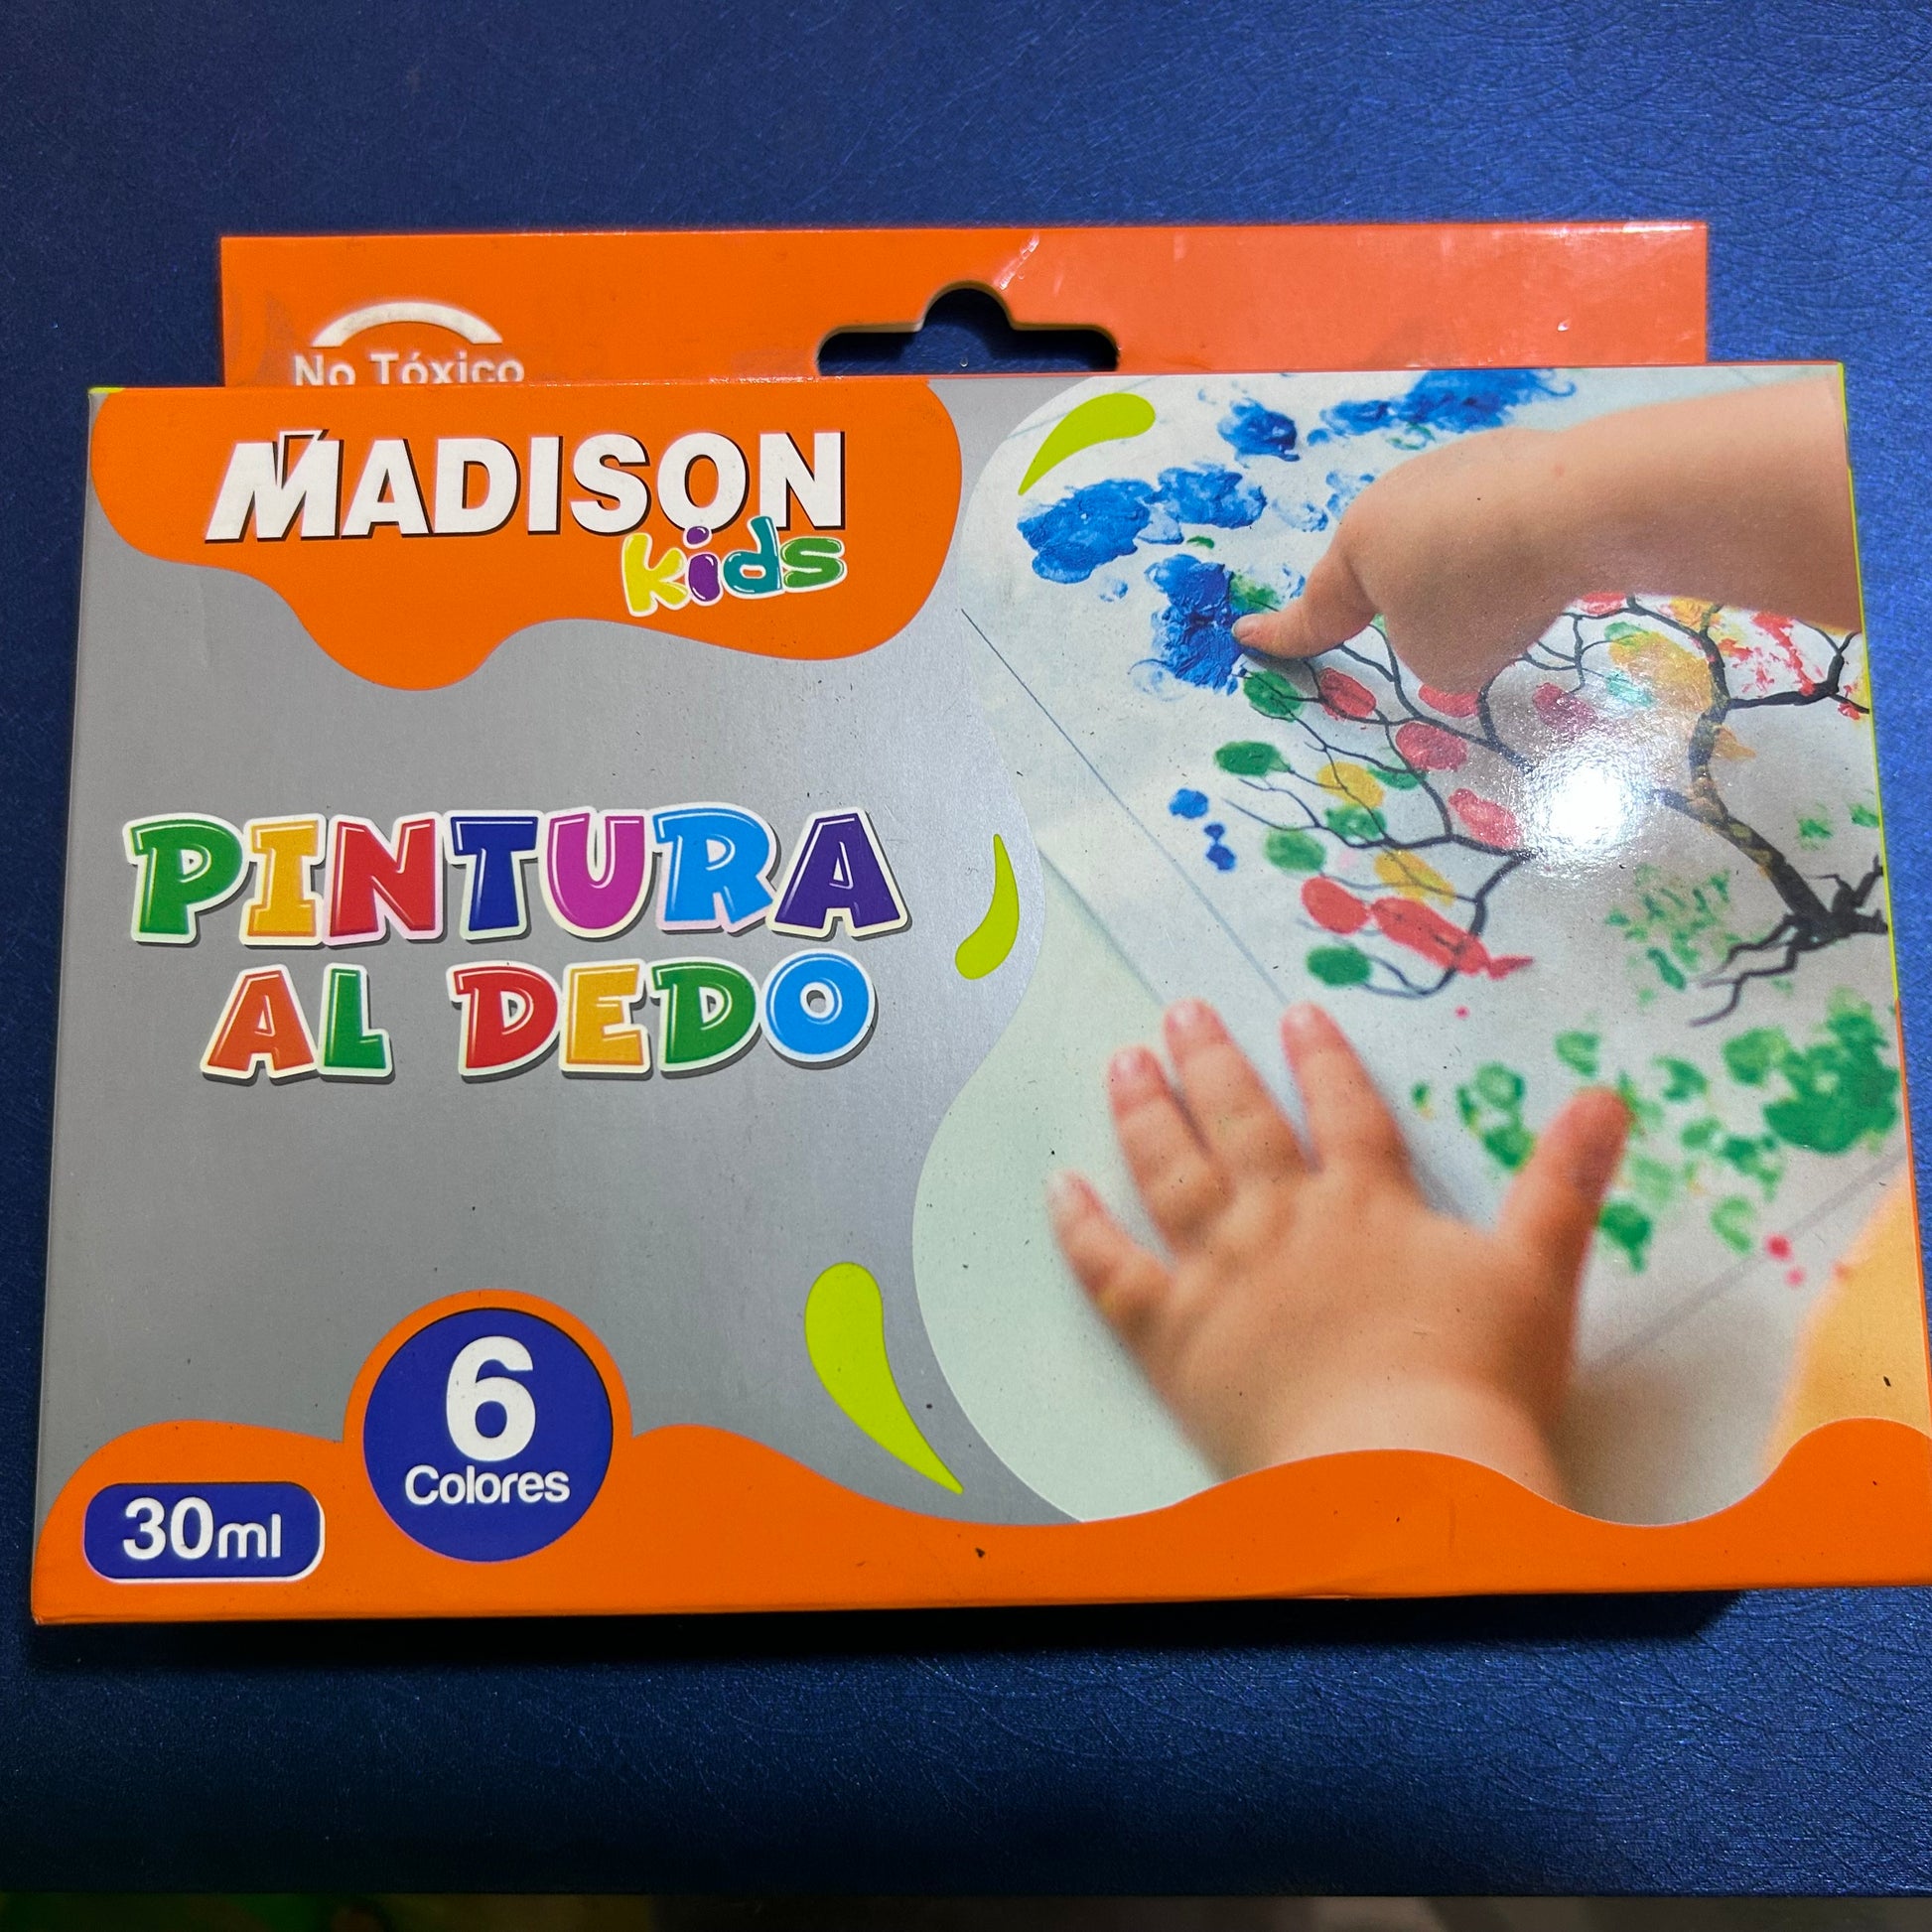 No Tóxico
MADISON
kids
PINTURA
AL DEDO
6
Colores
30ml